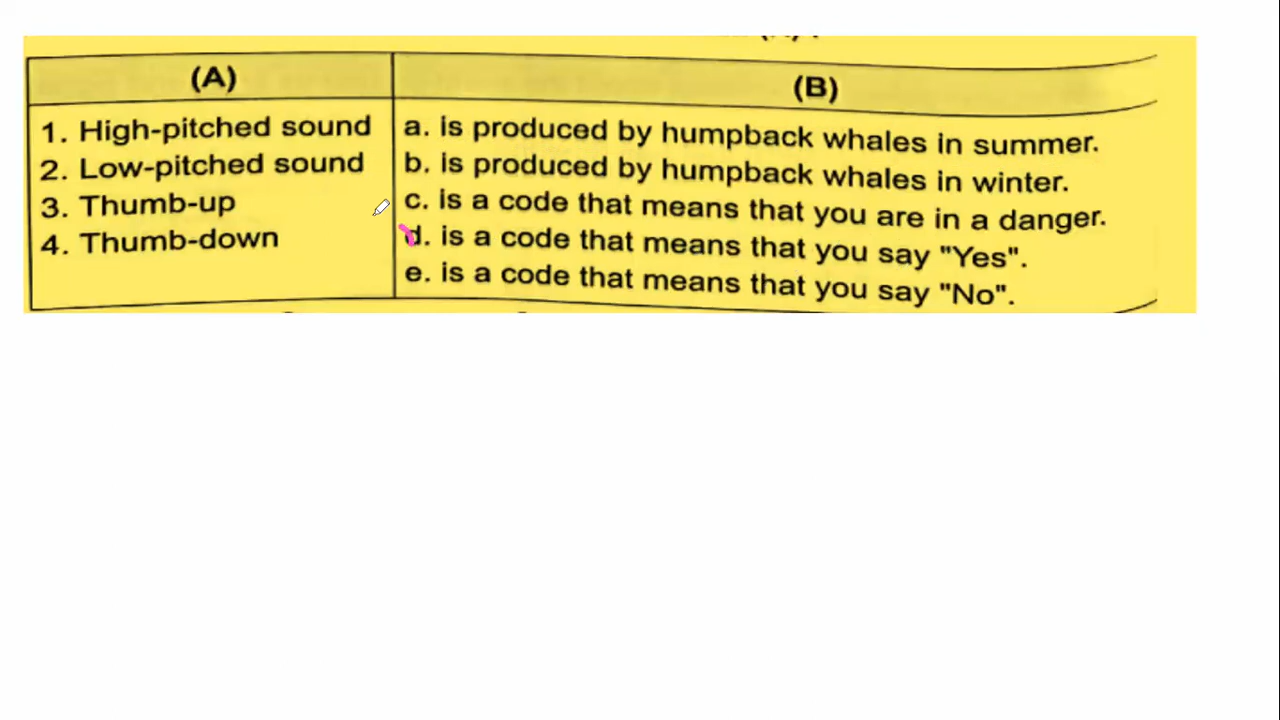 (A)
(B)
1. High-pitched sound
2. Low-pitched sound
3. Thumb-up
4. Thumb-down
a. is produced by humpback whales in summer.
b. is produced by humpback whales in winter.
c. is a code that means that you are in a danger.
d. is a code that means that you say "Yes".
e. is a code that means that you say "No".